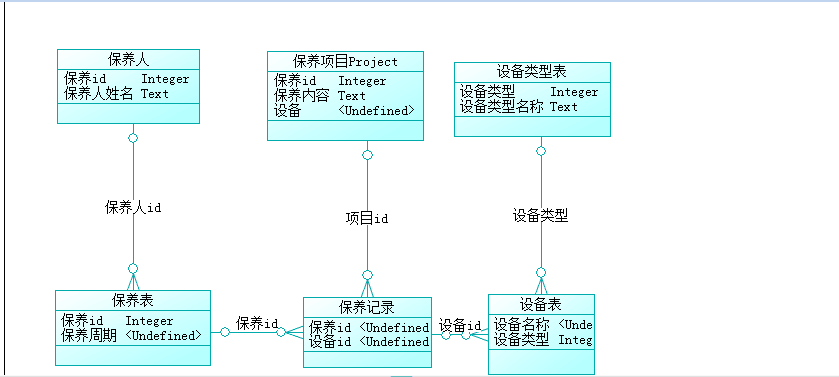 保养人
保养id Integer
保养人姓名 Text
保养项目Project
保养id Integer
保养内容 Text
设备 <Undefined>
设备类型表
设备类型 Integer
设备类型名称 Text
保养人id
项目id
设备类型
保养表
保养id Integer
保养周期 <Undefined>
保养id
保养记录
保养id <Undefined
设备id <Undefined
设备id
设备表
设备名称 <Unde
设备类型 Integ